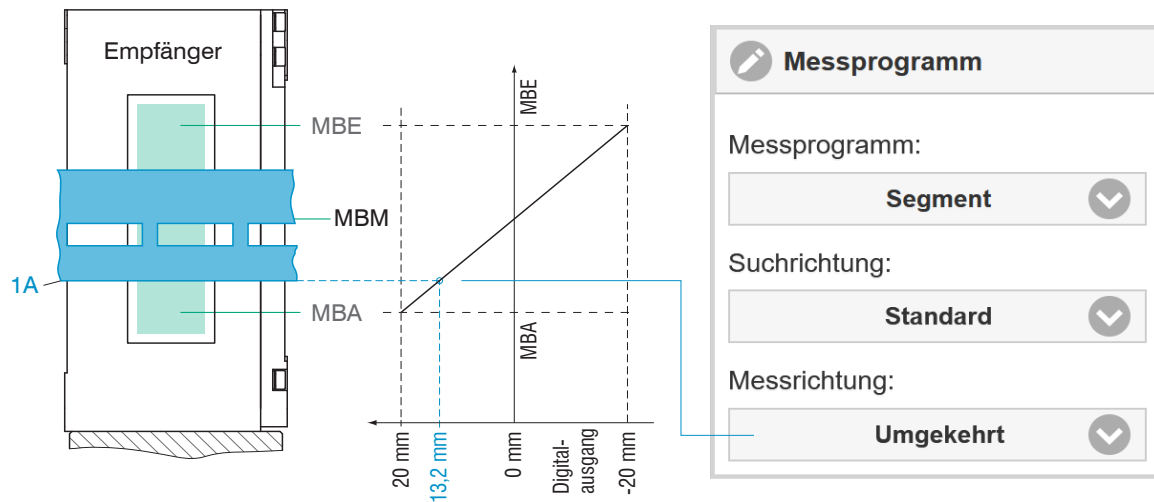 Empfänger
MBE
MBM
1A
MBA
MBE
MBA
20 mm
13,2 mm
0 mm
Digital-
ausgang
-20 mm
Messprogramm
Messprogramm:
Segment
Suchrichtung:
Standard
Messrichtung:
Umgekehrt